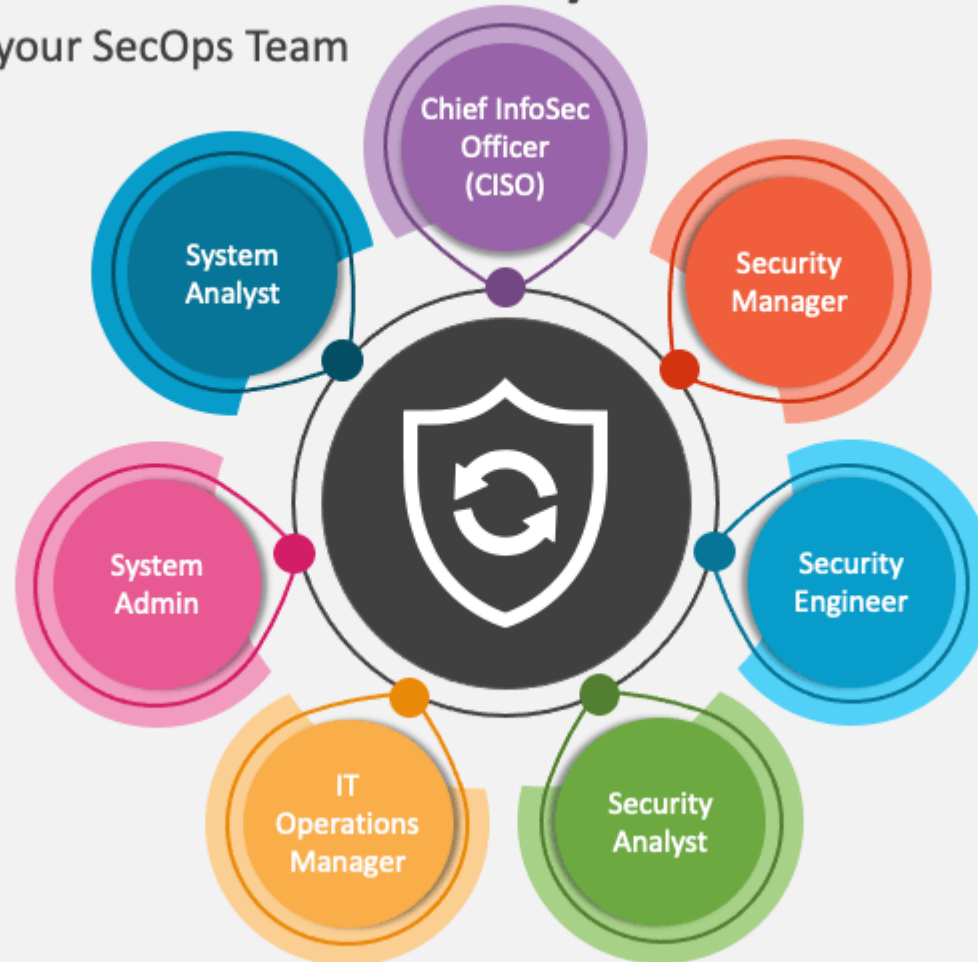 your SecOps Team
Chief InfoSec
Officer
(CISO)
Security
Manager
Security
Engineer
Security
Analyst
IT
Operations
Manager
System
Admin
System
Analyst